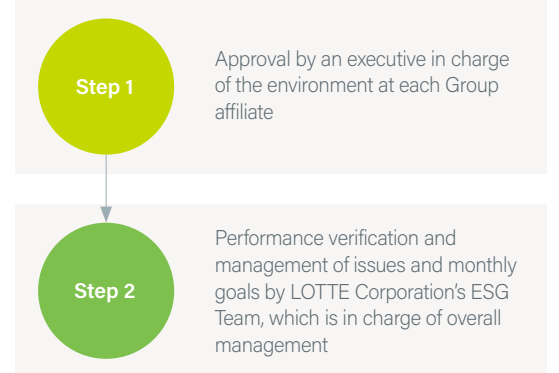 Step 1
Approval by an executive in charge
of the environment at each Group
affiliate
Step 2
Performance verification and
management of issues and monthly
goals by LOTTE Corporation's ESG
Team, which is in charge of overall
management